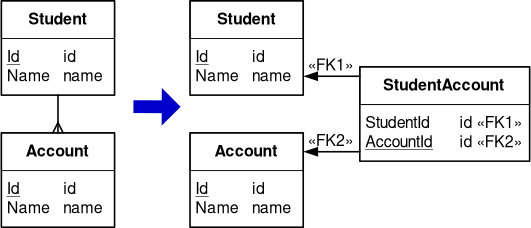 Student
Id id
Name name
Account
Id id
Name name
Student
Id id
Name name
Account
Id id
Name name
«FK1»
«FK2»
StudentAccount
StudentId id «FK1»
AccountId id «FK2»